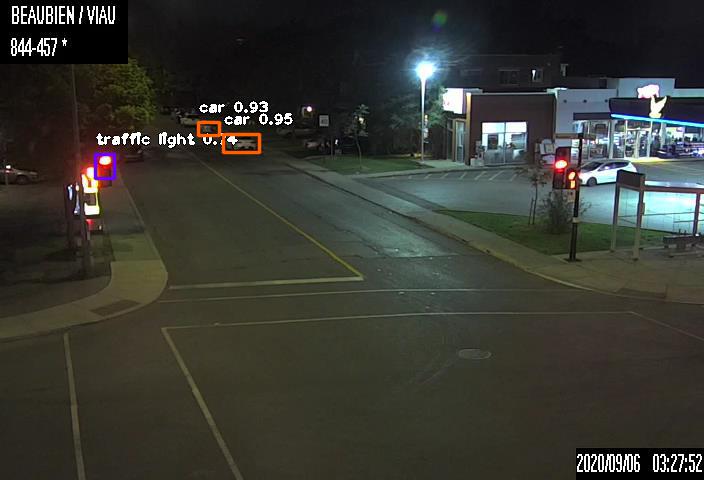 BEAUBIEN / VIAU
844-457 *
car 0.93
car 0.95
traffic light 0.
2020/09/06 03:27:52